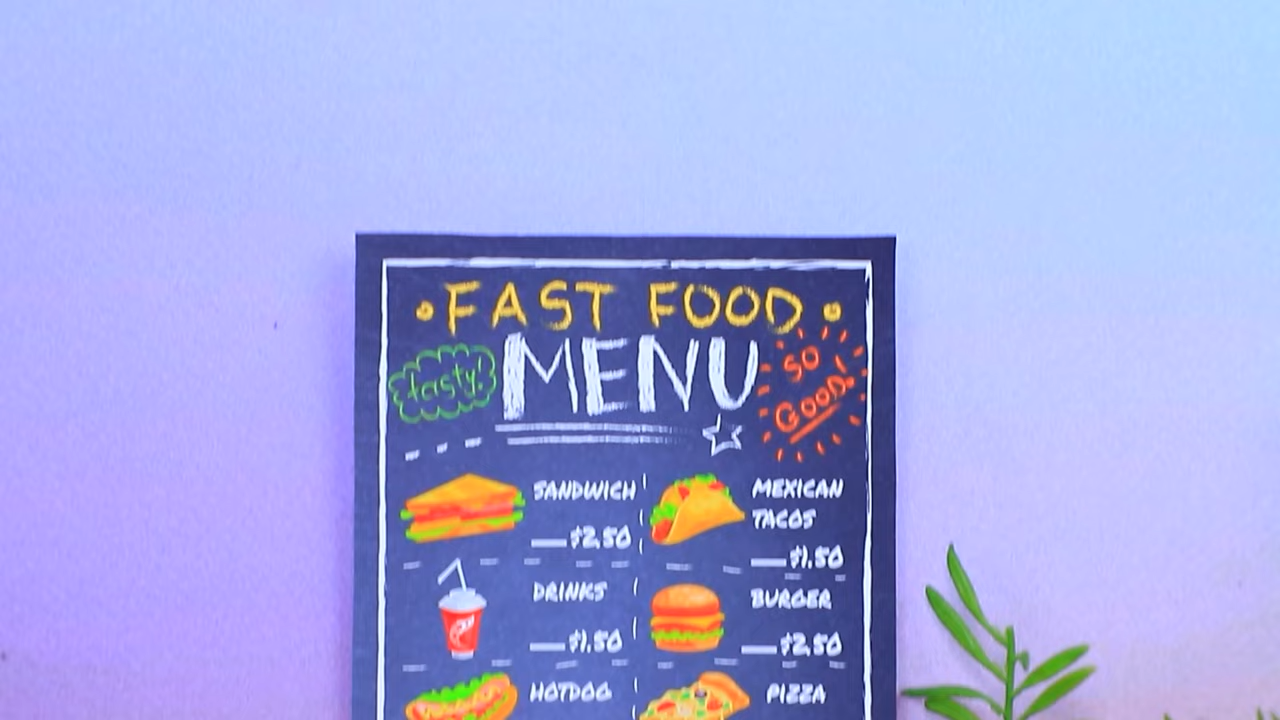 FAST FOOD
MENU
tasty!
SO
GOOD!
SANDWICH
$2.50
MEXICAN
TACOS
$1.50
DRINKS
$1.50
BURGER
$2.50
HOTDOG
PIZZA